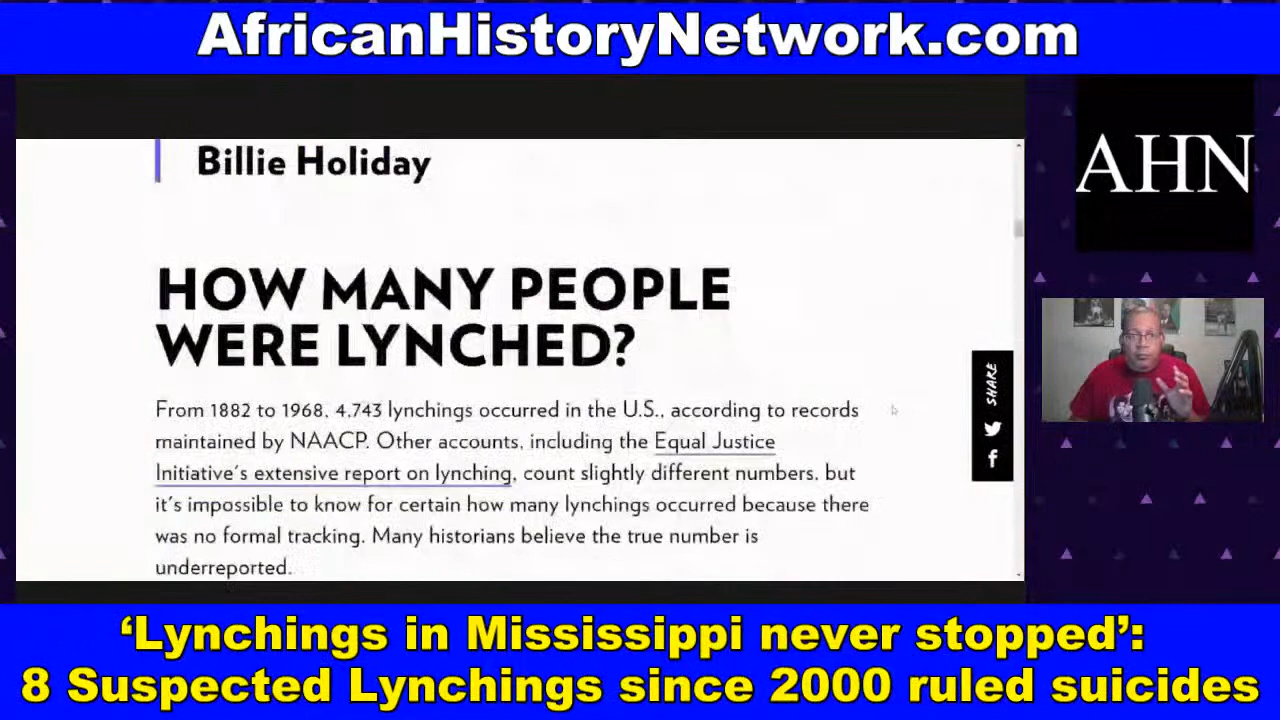 AfricanHistoryNetwork.com
AHN
Billie Holiday
HOW MANY PEOPLE
WERE LYNCHED?
From 1882 to 1968, 4,743 lynchings occurred in the U.S., according to records
maintained by NAACP. Other accounts, including the Equal Justice
Initiative's extensive report on lynching, count slightly different numbers, but
it's impossible to know for certain how many lynchings occurred because there
was no formal tracking. Many historians believe the true number is
underreported.
SHARE
‘Lynchings in Mississippi never stopped’:
8 Suspected Lynchings since 2000 ruled suicides